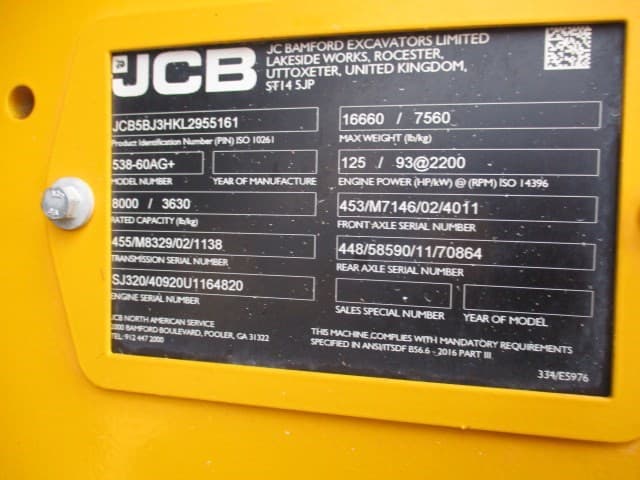 JCB
JC BAMFORD EXCAVATORS LIMITED
LAKESIDE WORKS, ROCESTER,
UTTOXETER, UNITED KINGDOM,
ST14 5JP
JCB5BJ3HKL2955161
Product Identification Number (PIN) ISO 10261
538-60AG+
MODEL NUMBER
YEAR OF MANUFACTURE
8000 / 3630
RATED CAPACITY (lb/kg)
455/M8329/02/1138
TRANSMISSION SERIAL NUMBER
SJ320/40920U1164820
ENGINE SERIAL NUMBER
JCB NORTH AMERICAN SERVICE
2000 BAMFORD BOULEVARD, POOLER, GA 31322
TEL: 912 447 2000
16660 / 7560
MAX WEIGHT (lb/kg)
125 / 93@2200
ENGINE POWER (HP/kW) @ (RPM) ISO 14396
453/M7146/02/4011
FRONT AXLE SERIAL NUMBER
448/58590/11/70864
REAR AXLE SERIAL NUMBER
SALES SPECIAL NUMBER
YEAR OF MODEL
THIS MACHINE COMPLIES WITH MANDATORY REQUIREMENTS
SPECIFIED IN ANSI/ITSDF B56.6 - 2016 PART III
334/E5976